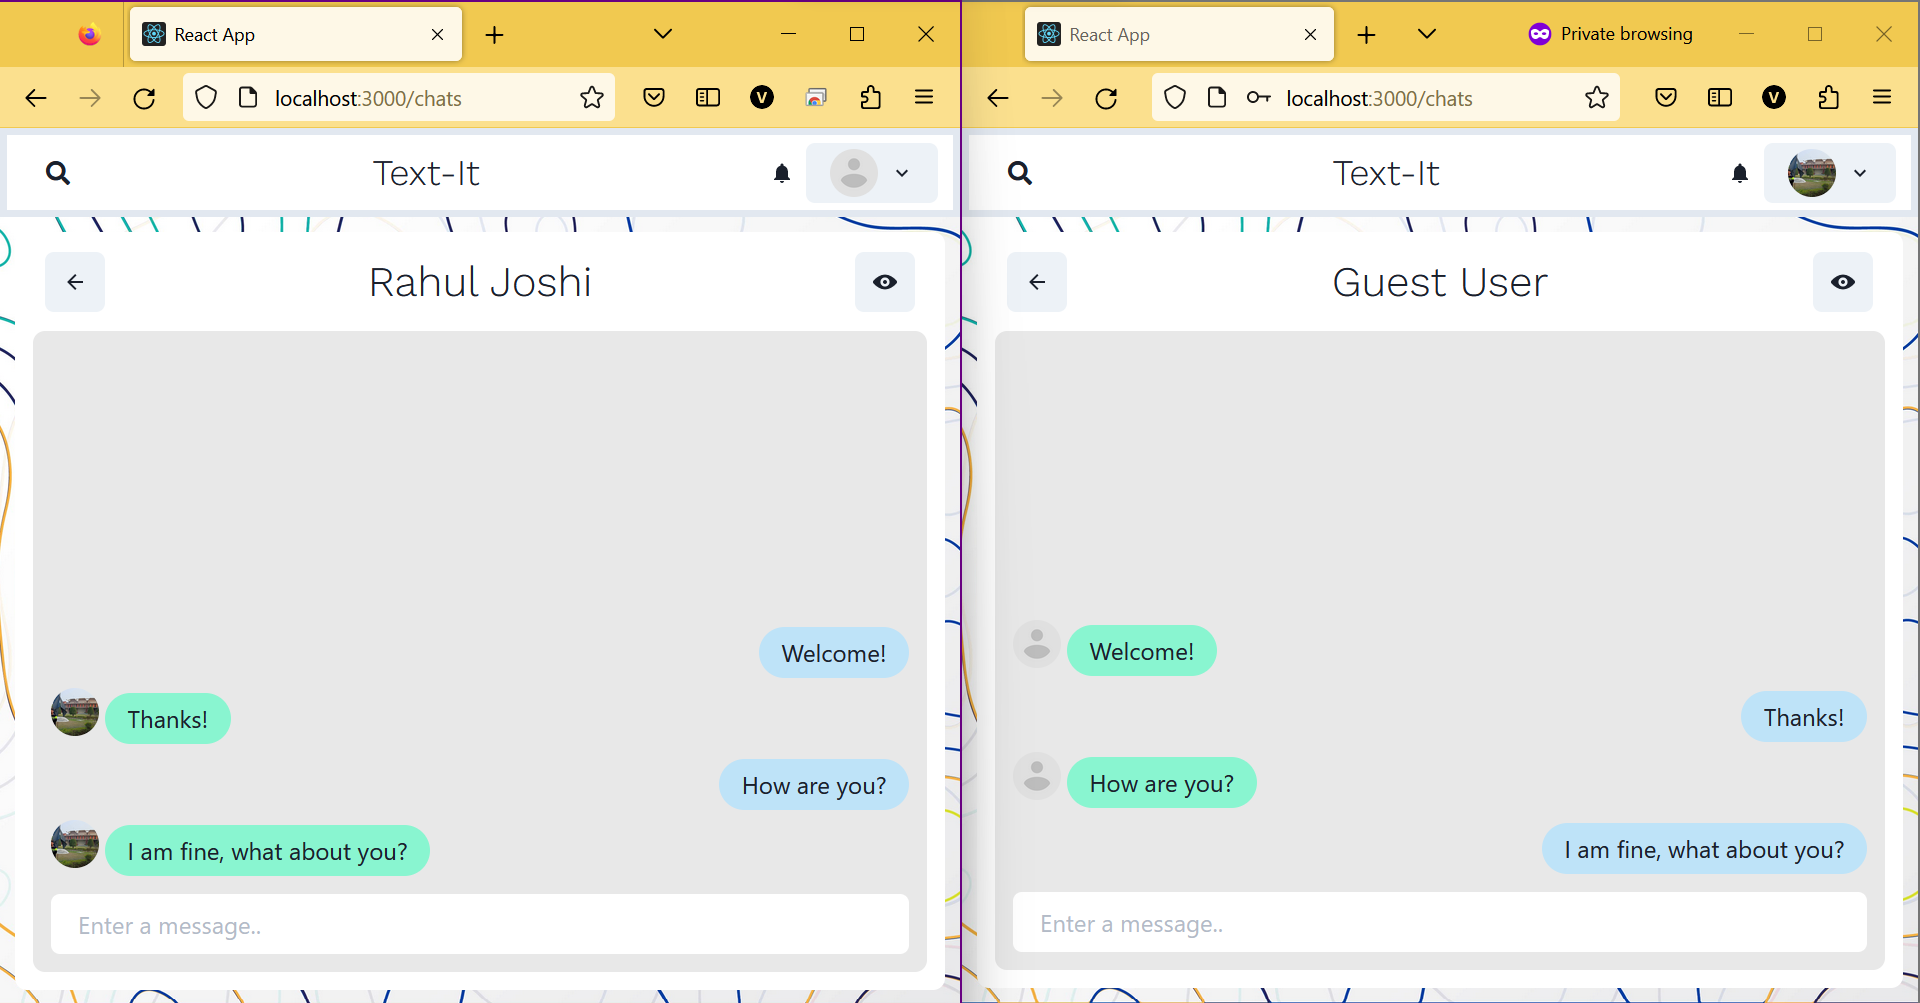 React App
localhost:3000/chats
Text-It
Rahul Joshi
Welcome!
Thanks!
How are you?
I am fine, what about you?
Enter a message..
React App
Private browsing
localhost:3000/chats
Text-It
Guest User
Welcome!
Thanks!
How are you?
I am fine, what about you?
Enter a message..